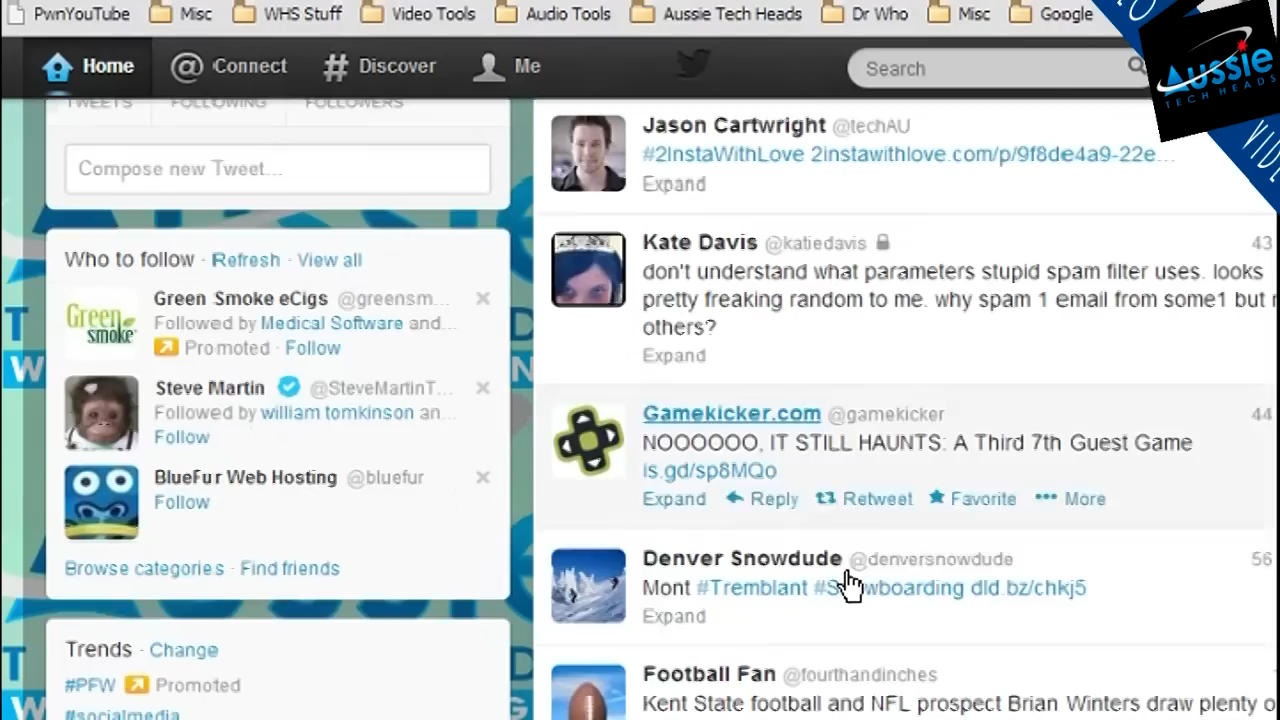 PwnYouTube Misc WHS Stuff Video Tools Audio Tools Aussie Tech Heads Dr Who Misc Google
Home Connect Discover Me Search
AUSSIE
TECH HEADS
TWEETS FOLLOWING FOLLOWERS
Compose new Tweet...
Who to follow · Refresh · View all
Green Smoke eCigs @greensm...
Followed by Medical Software and...
Promoted · Follow
Green
smoke
Steve Martin @SteveMartinT...
Followed by william tomkinson an...
Follow
BlueFur Web Hosting @bluefur
Follow
Browse categories · Find friends
Trends · Change
#PFW Promoted
#socialmedia
Jason Cartwright @techAU
#2InstaWithLove 2instawithlove.com/p/9f8de4a9-22e...
Expand
Kate Davis @katiedavis 43
don't understand what parameters stupid spam filter uses. looks
pretty freaking random to me. why spam 1 email from some1 but
others?
Expand
Gamekicker.com @gamekicker 44
NOOOOOO, IT STILL HAUNTS: A Third 7th Guest Game
is.gd/sp8MQo
Expand Reply Retweet Favorite More
Denver Snowdude @denversnowdude 56
Mont #Tremblant #Snowboarding dld.bz/chkj5
Expand
Football Fan @fourthandinches
Kent State football and NFL prospect Brian Winters draw plenty